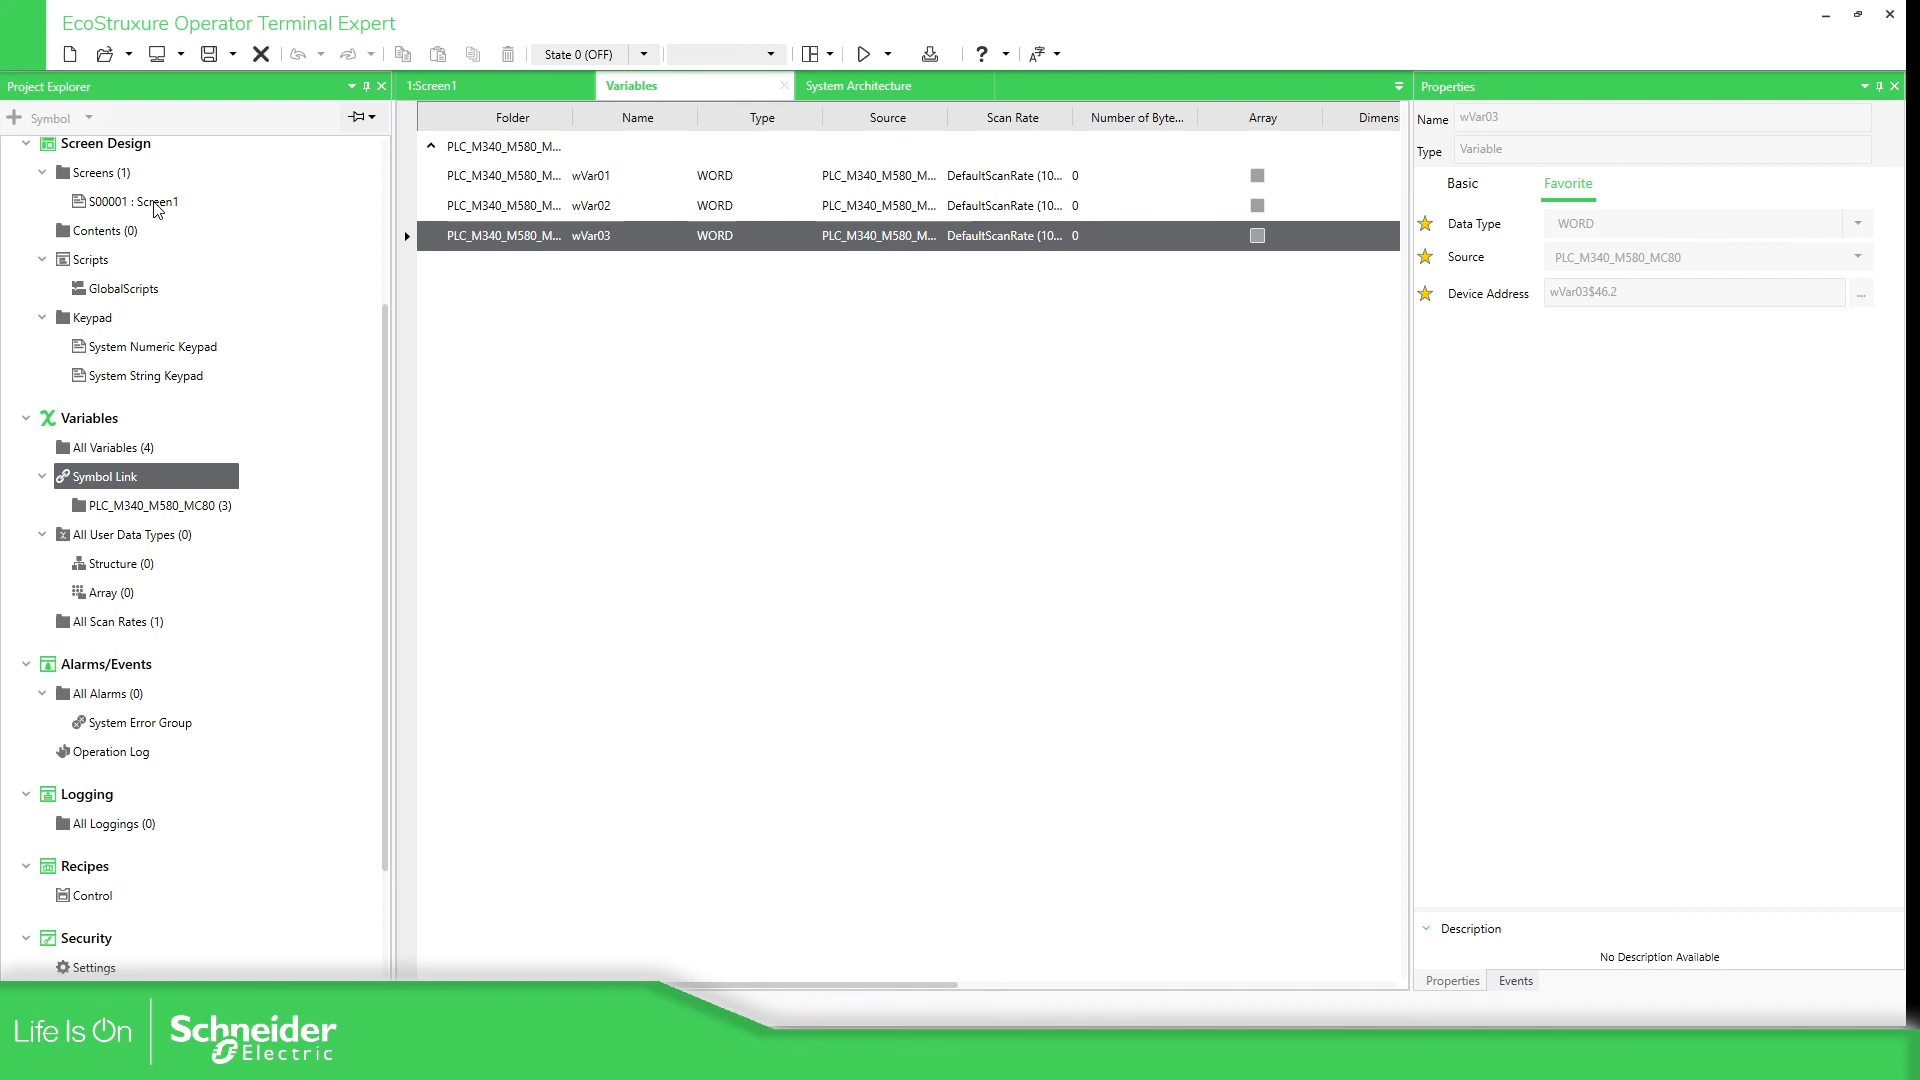 EcoStruxure Operator Terminal Expert
State 0 (OFF)
Project Explorer
Symbol
Screen Design
Screens (1)
S00001 : Screen1
Contents (0)
Scripts
GlobalScripts
Keypad
System Numeric Keypad
System String Keypad
Variables
All Variables (4)
Symbol Link
PLC_M340_M580_MC80 (3)
All User Data Types (0)
Structure (0)
Array (0)
All Scan Rates (1)
Alarms/Events
All Alarms (0)
System Error Group
Operation Log
Logging
All Loggings (0)
Recipes
Control
Security
Settings
1:Screen1
Variables
System Architecture
Folder Name Type Source Scan Rate Number of Byte... Array Dimens
PLC_M340_M580_M...
PLC_M340_M580_M... wVar01 WORD PLC_M340_M580_M... DefaultScanRate (10... 0
PLC_M340_M580_M... wVar02 WORD PLC_M340_M580_M... DefaultScanRate (10... 0
PLC_M340_M580_M... wVar03 WORD PLC_M340_M580_M... DefaultScanRate (10... 0
Properties
Name wVar03
Type Variable
Basic Favorite
Data Type WORD
Source PLC_M340_M580_MC80
Device Address wVar03$46.2 ...
Description
No Description Available
Properties Events
Life Is On
Schneider
Electric